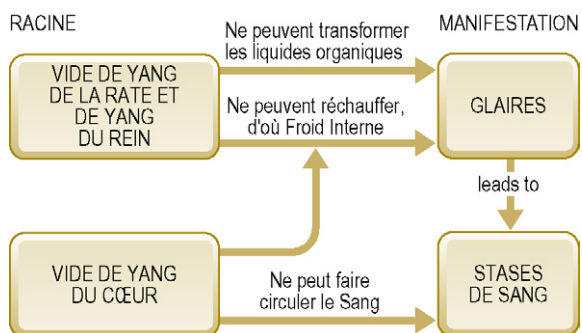 RACINE
MANIFESTATION
Ne peuvent transformer
les liquides organiques
VIDE DE YANG
DE LA RATE ET
DE YANG
DU REIN
Ne peuvent réchauffer,
d'où Froid Interne
GLAIRES
leads to
VIDE DE YANG
DU CŒUR
Ne peut faire
circuler le Sang
STASES
DE SANG